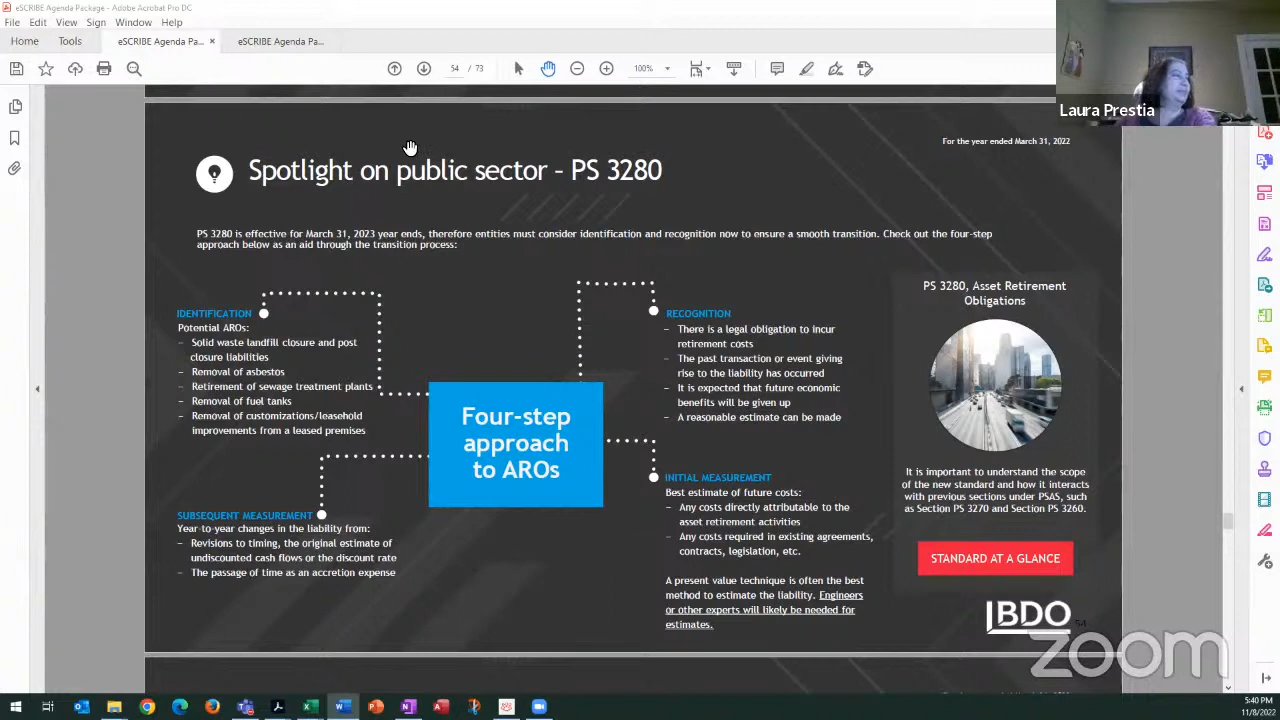 eSCRIBE Agenda Package - Adobe Acrobat Pro DC
File Edit View Sign Window Help
Home Tools eSCRIBE Agenda Pa... × eSCRIBE Agenda Pa...
54 / 73 100%
Laura Prestia
For the year ended March 31, 2022
Spotlight on public sector - PS 3280
PS 3280 is effective for March 31, 2023 year ends, therefore entities must consider identification and recognition now to ensure a smooth transition. Check out the four-step
approach below as an aid through the transition process:
IDENTIFICATION
Potential AROs:
– Solid waste landfill closure and post
closure liabilities
– Removal of asbestos
– Retirement of sewage treatment plants
– Removal of fuel tanks
– Removal of customizations/leasehold
improvements from a leased premises
SUBSEQUENT MEASUREMENT
Year-to-year changes in the liability from:
– Revisions to timing, the original estimate of
undiscounted cash flows or the discount rate
– The passage of time as an accretion expense
Four-step
approach
to AROs
RECOGNITION
– There is a legal obligation to incur
retirement costs
– The past transaction or event giving
rise to the liability has occurred
– It is expected that future economic
benefits will be given up
– A reasonable estimate can be made
INITIAL MEASUREMENT
Best estimate of future costs:
– Any costs directly attributable to the
asset retirement activities
– Any costs required in existing agreements,
contracts, legislation, etc.
A present value technique is often the best
method to estimate the liability. Engineers
or other experts will likely be needed for
estimates.
PS 3280, Asset Retirement
Obligations
It is important to understand the scope
of the new standard and how it interacts
with previous sections under PSAS, such
as Section PS 3270 and Section PS 3260.
STANDARD AT A GLANCE
BDO
54
zoom
5:40 PM
11/8/2022